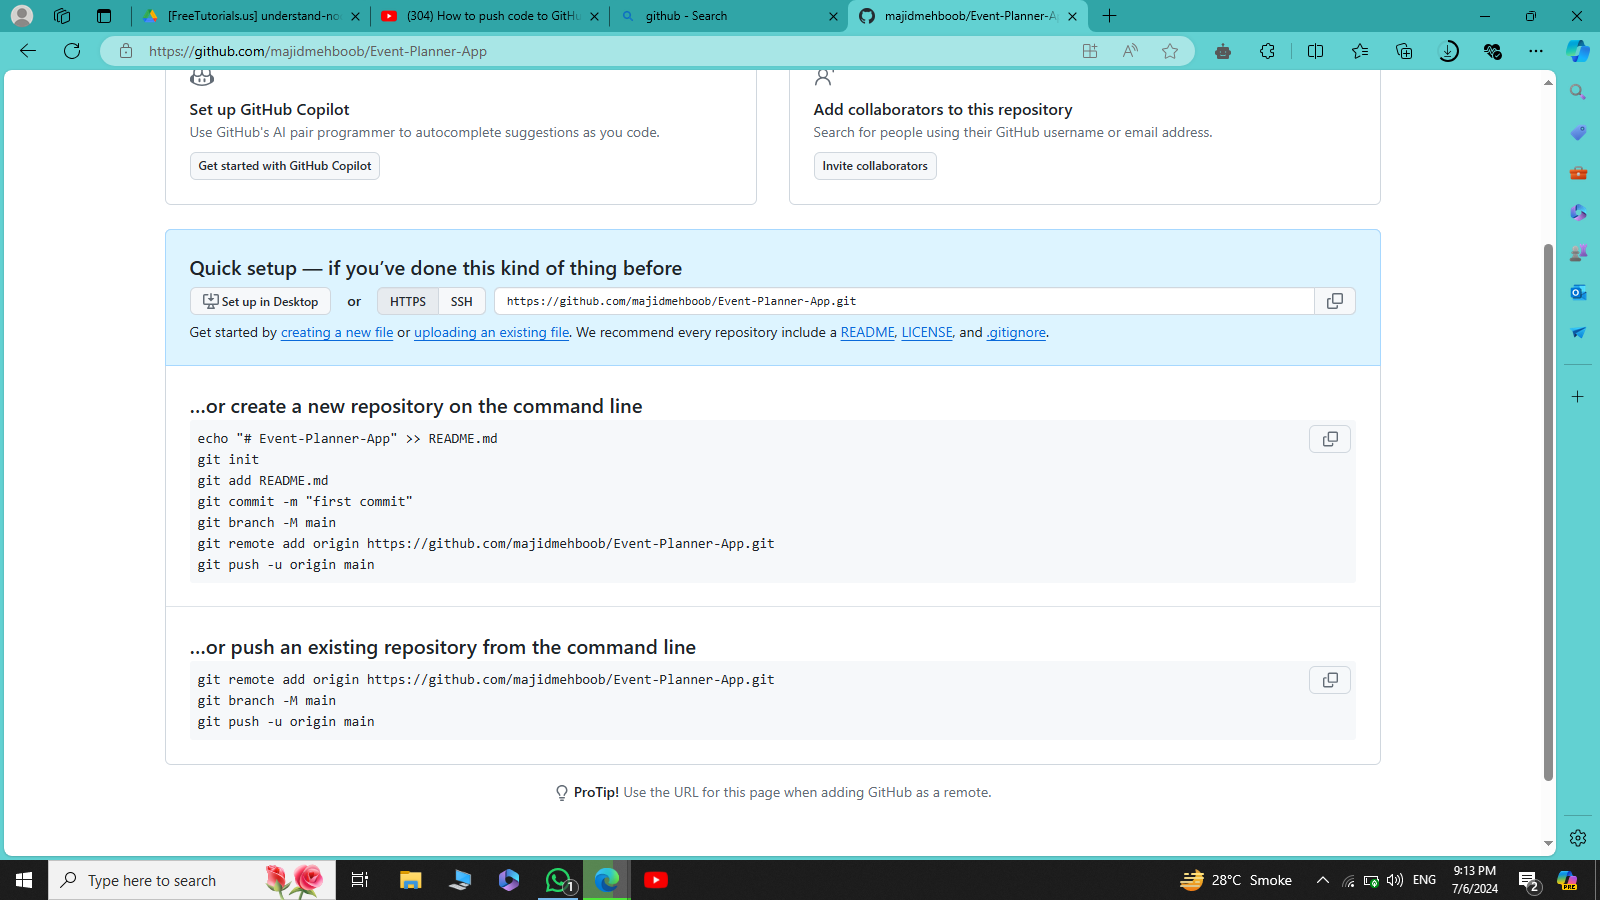 [FreeTutorials.us] understand-no
(304) How to push code to GitHu
github - Search
majidmehboob/Event-Planner-Ap
https://github.com/majidmehboob/Event-Planner-App
Set up GitHub Copilot
Use GitHub's AI pair programmer to autocomplete suggestions as you code.
Get started with GitHub Copilot
Add collaborators to this repository
Search for people using their GitHub username or email address.
Invite collaborators
Quick setup — if you’ve done this kind of thing before
Set up in Desktop or HTTPS SSH https://github.com/majidmehboob/Event-Planner-App.git
Get started by creating a new file or uploading an existing file. We recommend every repository include a README, LICENSE, and .gitignore.
…or create a new repository on the command line
echo "# Event-Planner-App" >> README.md
git init
git add README.md
git commit -m "first commit"
git branch -M main
git remote add origin https://github.com/majidmehboob/Event-Planner-App.git
git push -u origin main
…or push an existing repository from the command line
git remote add origin https://github.com/majidmehboob/Event-Planner-App.git
git branch -M main
git push -u origin main
ProTip! Use the URL for this page when adding GitHub as a remote.
Type here to search
1
28°C Smoke
ENG
9:13 PM
7/6/2024
2
PRE